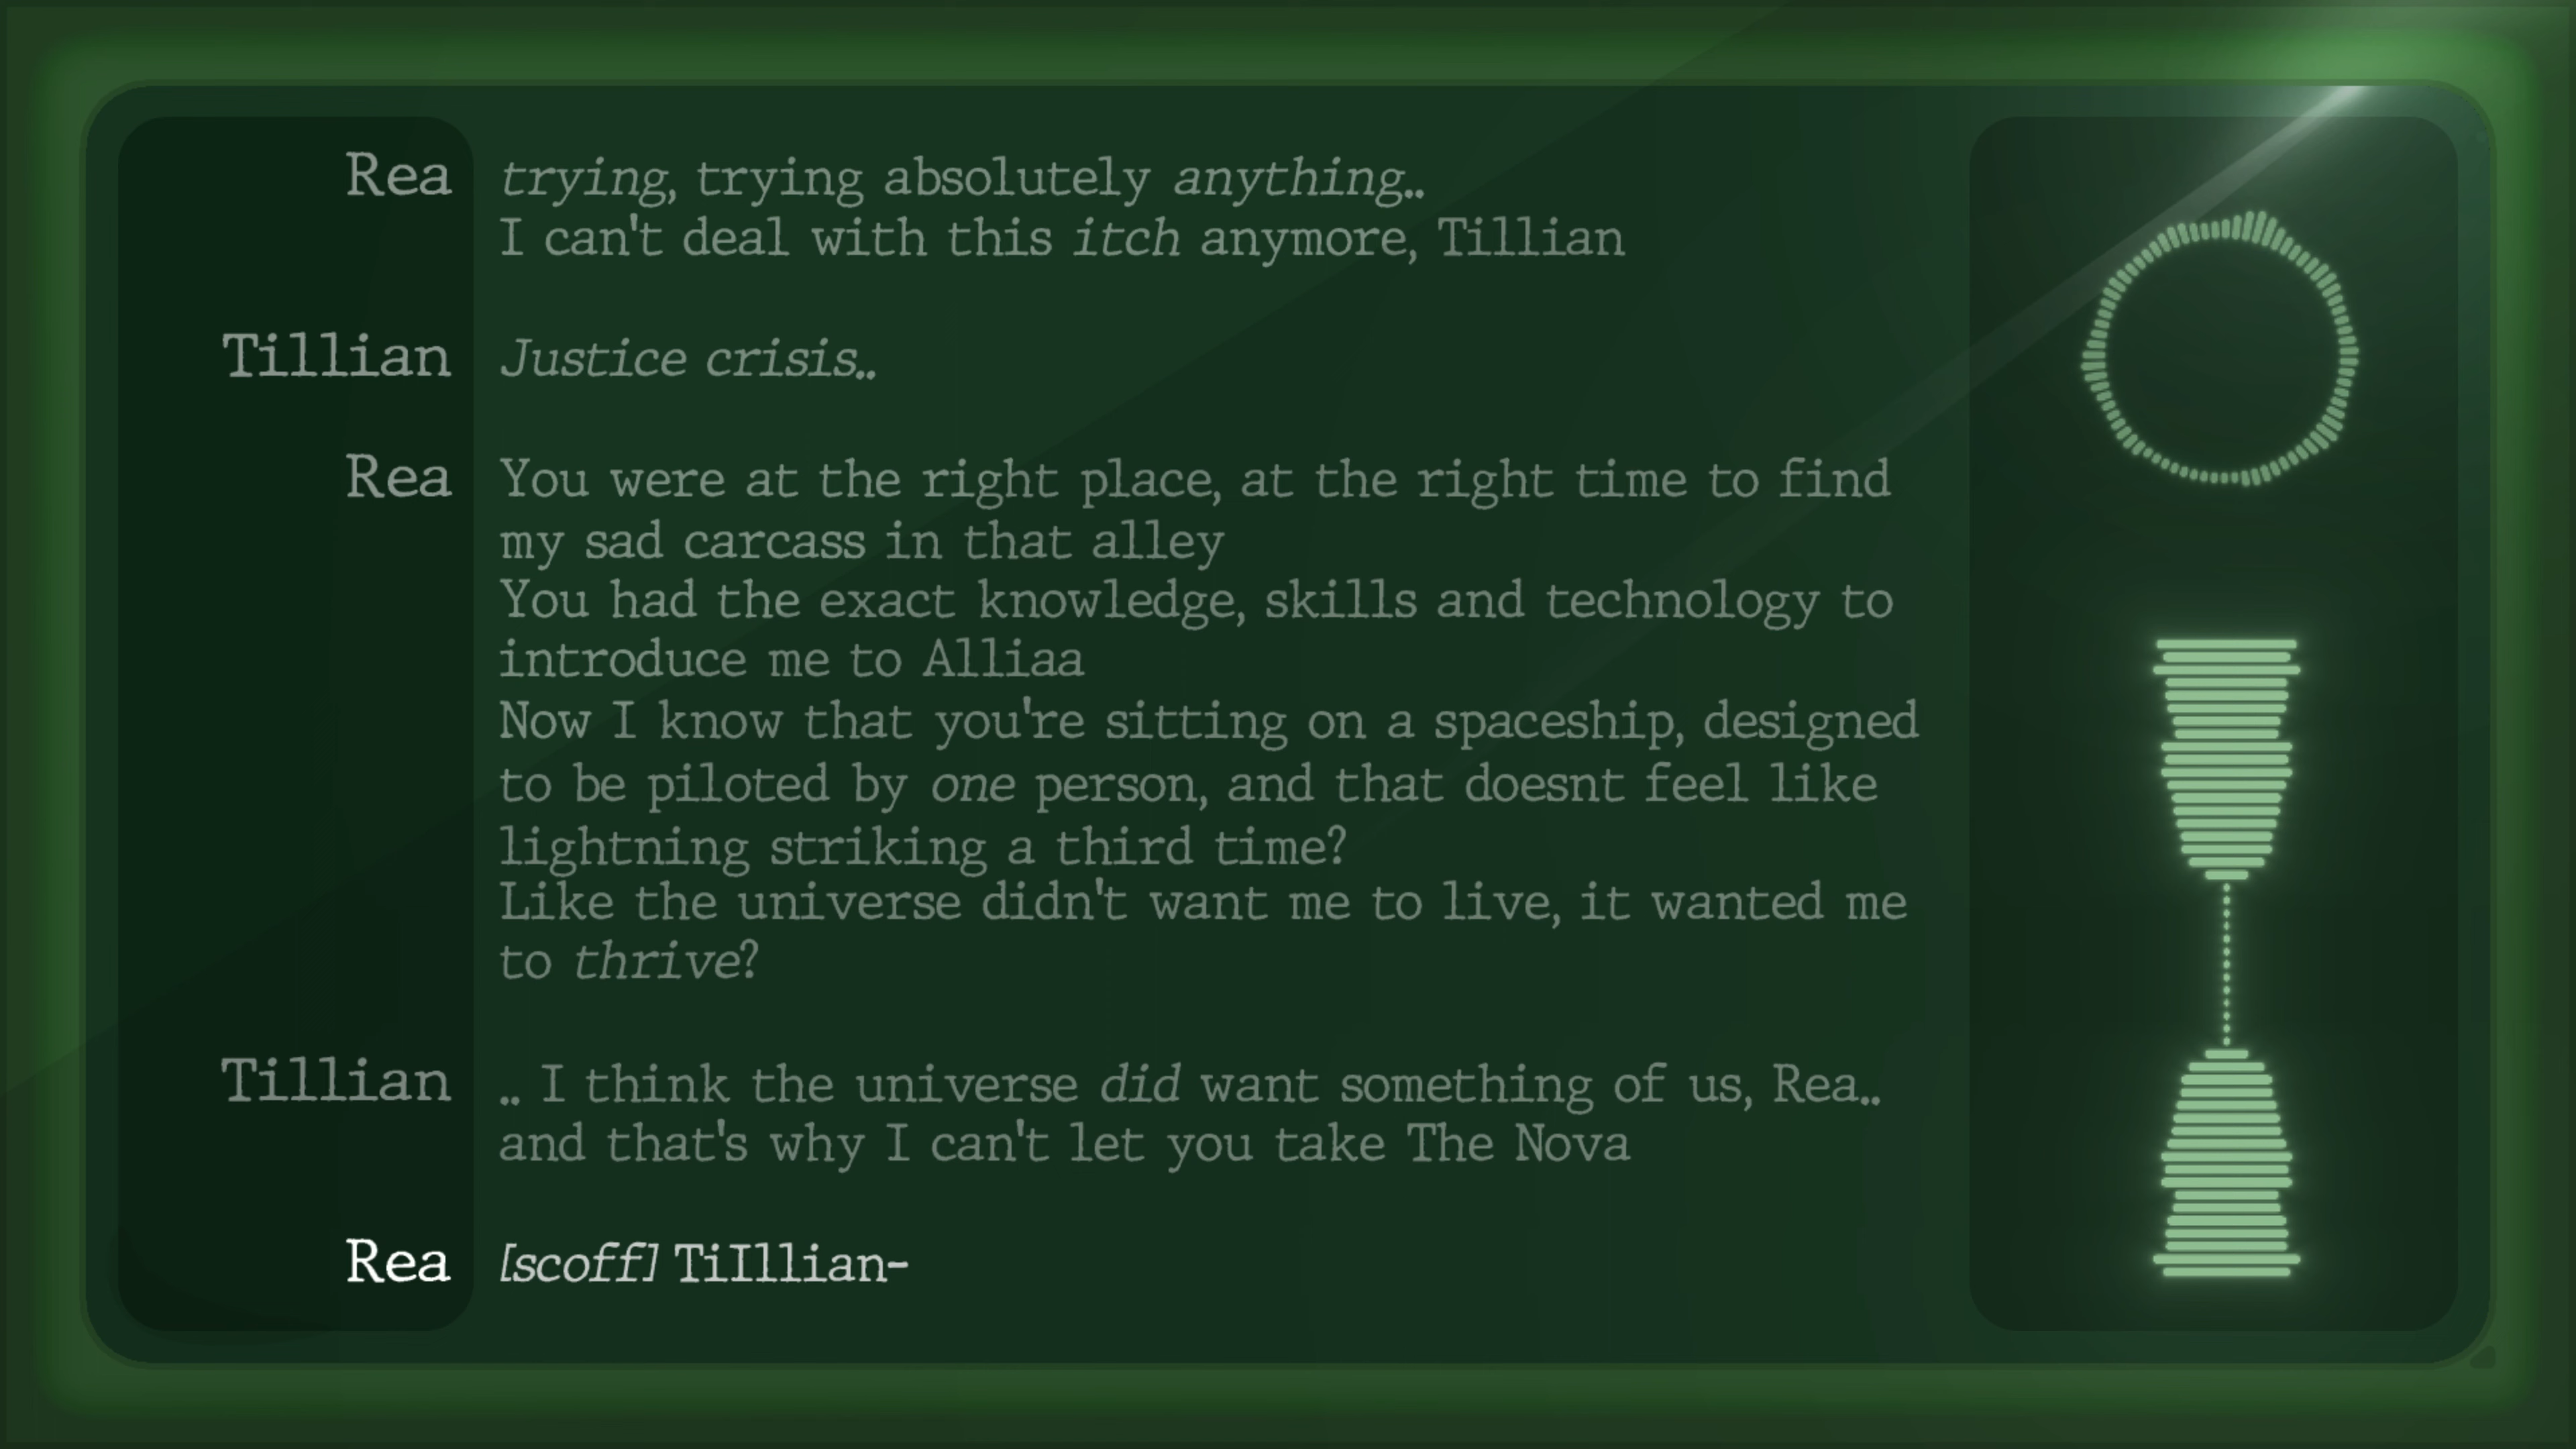 Rea trying, trying absolutely anything..
I can't deal with this itch anymore, Tillian
Tillian Justice crisis..
Rea You were at the right place, at the right time to find
my sad carcass in that alley
You had the exact knowledge, skills and technology to
introduce me to Alliaa
Now I know that you're sitting on a spaceship, designed
to be piloted by one person, and that doesnt feel like
lightning striking a third time?
Like the universe didn't want me to live, it wanted me
to thrive?
Tillian .. I think the universe did want something of us, Rea..
and that's why I can't let you take The Nova
Rea [scoff] TiIllian-